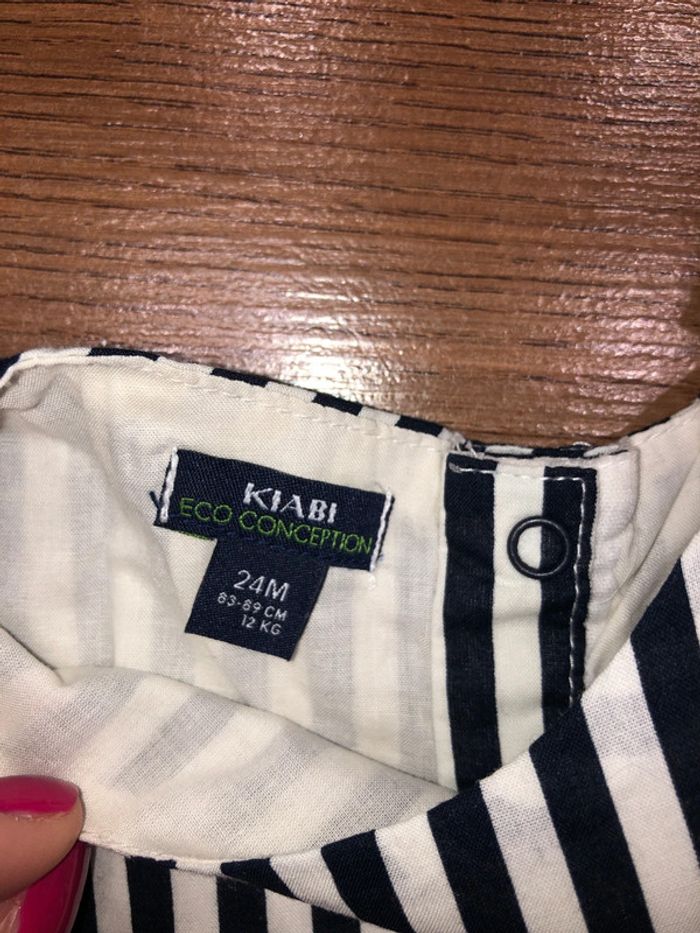 KIABI
ECO CONCEPTION
24M
83-89 CM
12 KG